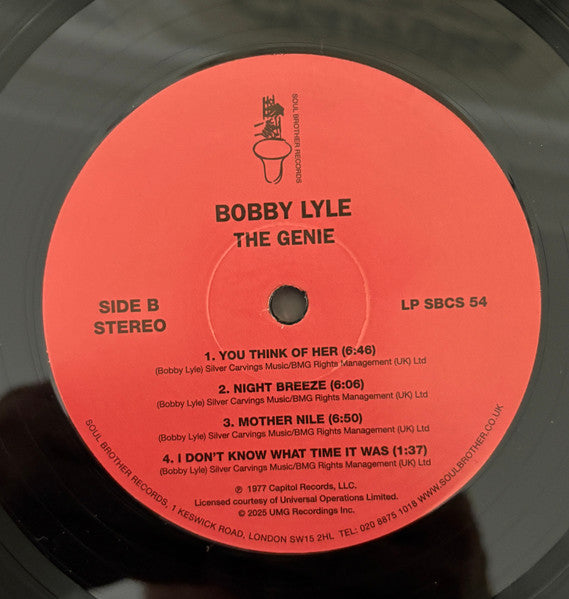 SOUL BROTHER RECORDS
BOBBY LYLE
THE GENIE
SIDE B
STEREO
LP SBCS 54
1. YOU THINK OF HER (6:46)
(Bobby Lyle) Silver Carvings Music/BMG Rights Management (UK) Ltd
2. NIGHT BREEZE (6:06)
(Bobby Lyle) Silver Carvings Music/BMG Rights Management (UK) Ltd
3. MOTHER NILE (6:50)
(Bobby Lyle) Silver Carvings Music/BMG Rights Management (UK) Ltd
4. I DON'T KNOW WHAT TIME IT WAS (1:37)
(Bobby Lyle) Silver Carvings Music/BMG Rights Management (UK) Ltd
℗ 1977 Capitol Records, LLC.
Licensed courtesy of Universal Operations Limited.
© 2025 UMG Recordings Inc.
SOUL BROTHER RECORDS, 1 KESWICK ROAD, LONDON SW15 2HL TEL: 020 8875 1018 WWW.SOULBROTHER.CO.UK